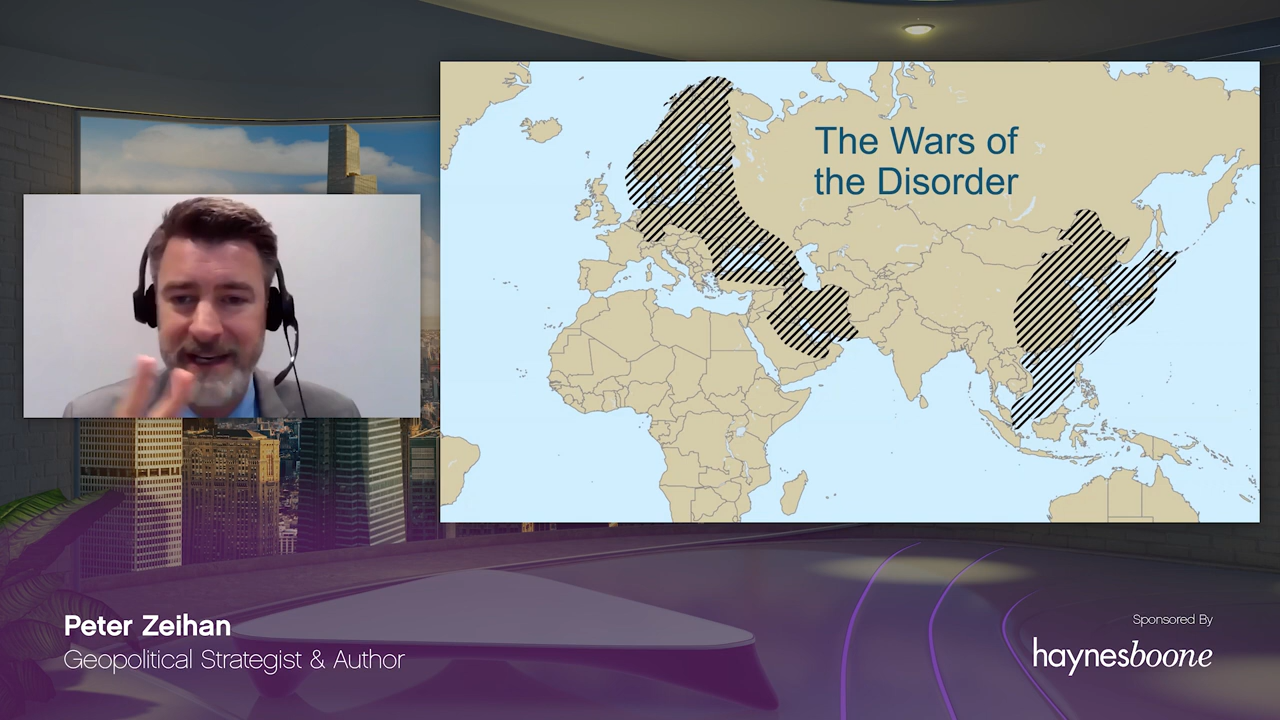 The Wars of
the Disorder
Peter Zeihan
Geopolitical Strategist & Author
Sponsored By
haynesboone